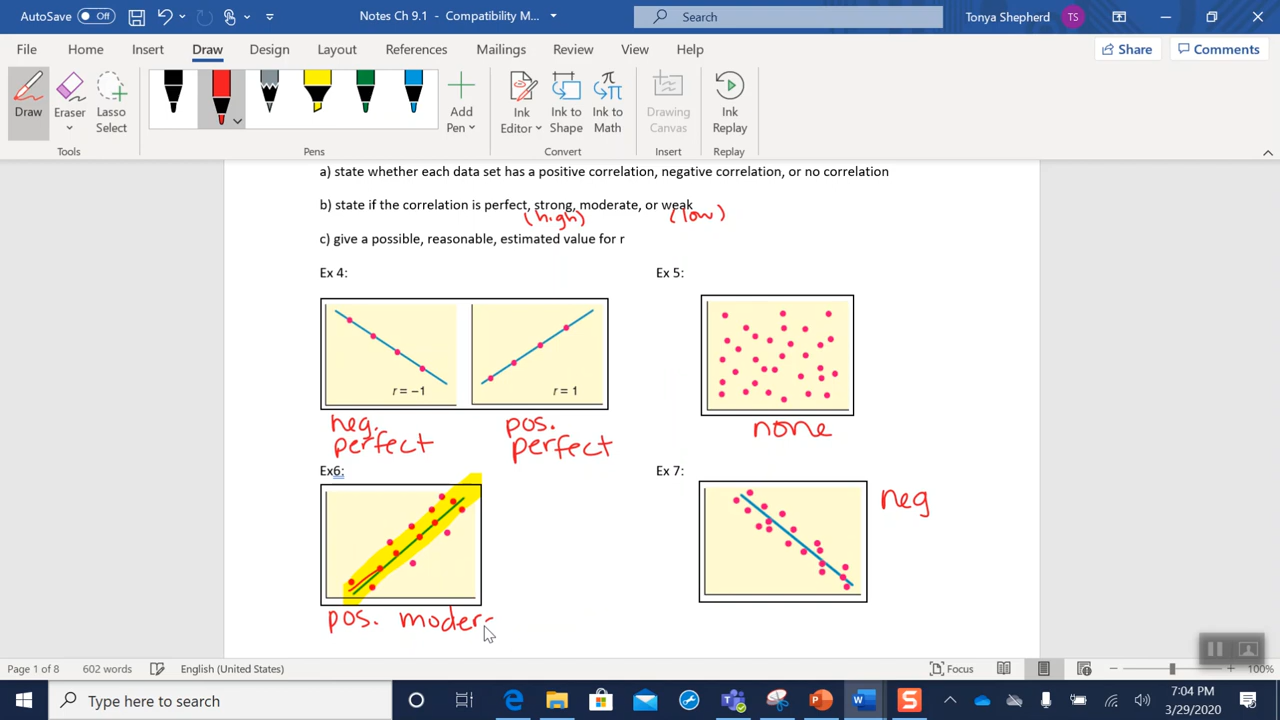 AutoSave Off Notes Ch 9.1 - Compatibility M... Search Tonya Shepherd TS
File Home Insert Draw Design Layout References Mailings Review View Help Share Comments
Draw Eraser Lasso Select Add Pen Ink Editor Ink to Shape Ink to Math Drawing Canvas Ink Replay
Tools Pens Convert Insert Replay
a) state whether each data set has a positive correlation, negative correlation, or no correlation
b) state if the correlation is perfect, strong, moderate, or weak
(high) (low)
c) give a possible, reasonable, estimated value for r
Ex 4: Ex 5:
r = −1 r = 1
neg. perfect
pos. perfect
none
Ex6: Ex 7:
neg
pos. moder
Page 1 of 8 602 words English (United States) Focus 100%
Type here to search 7:04 PM
3/29/2020